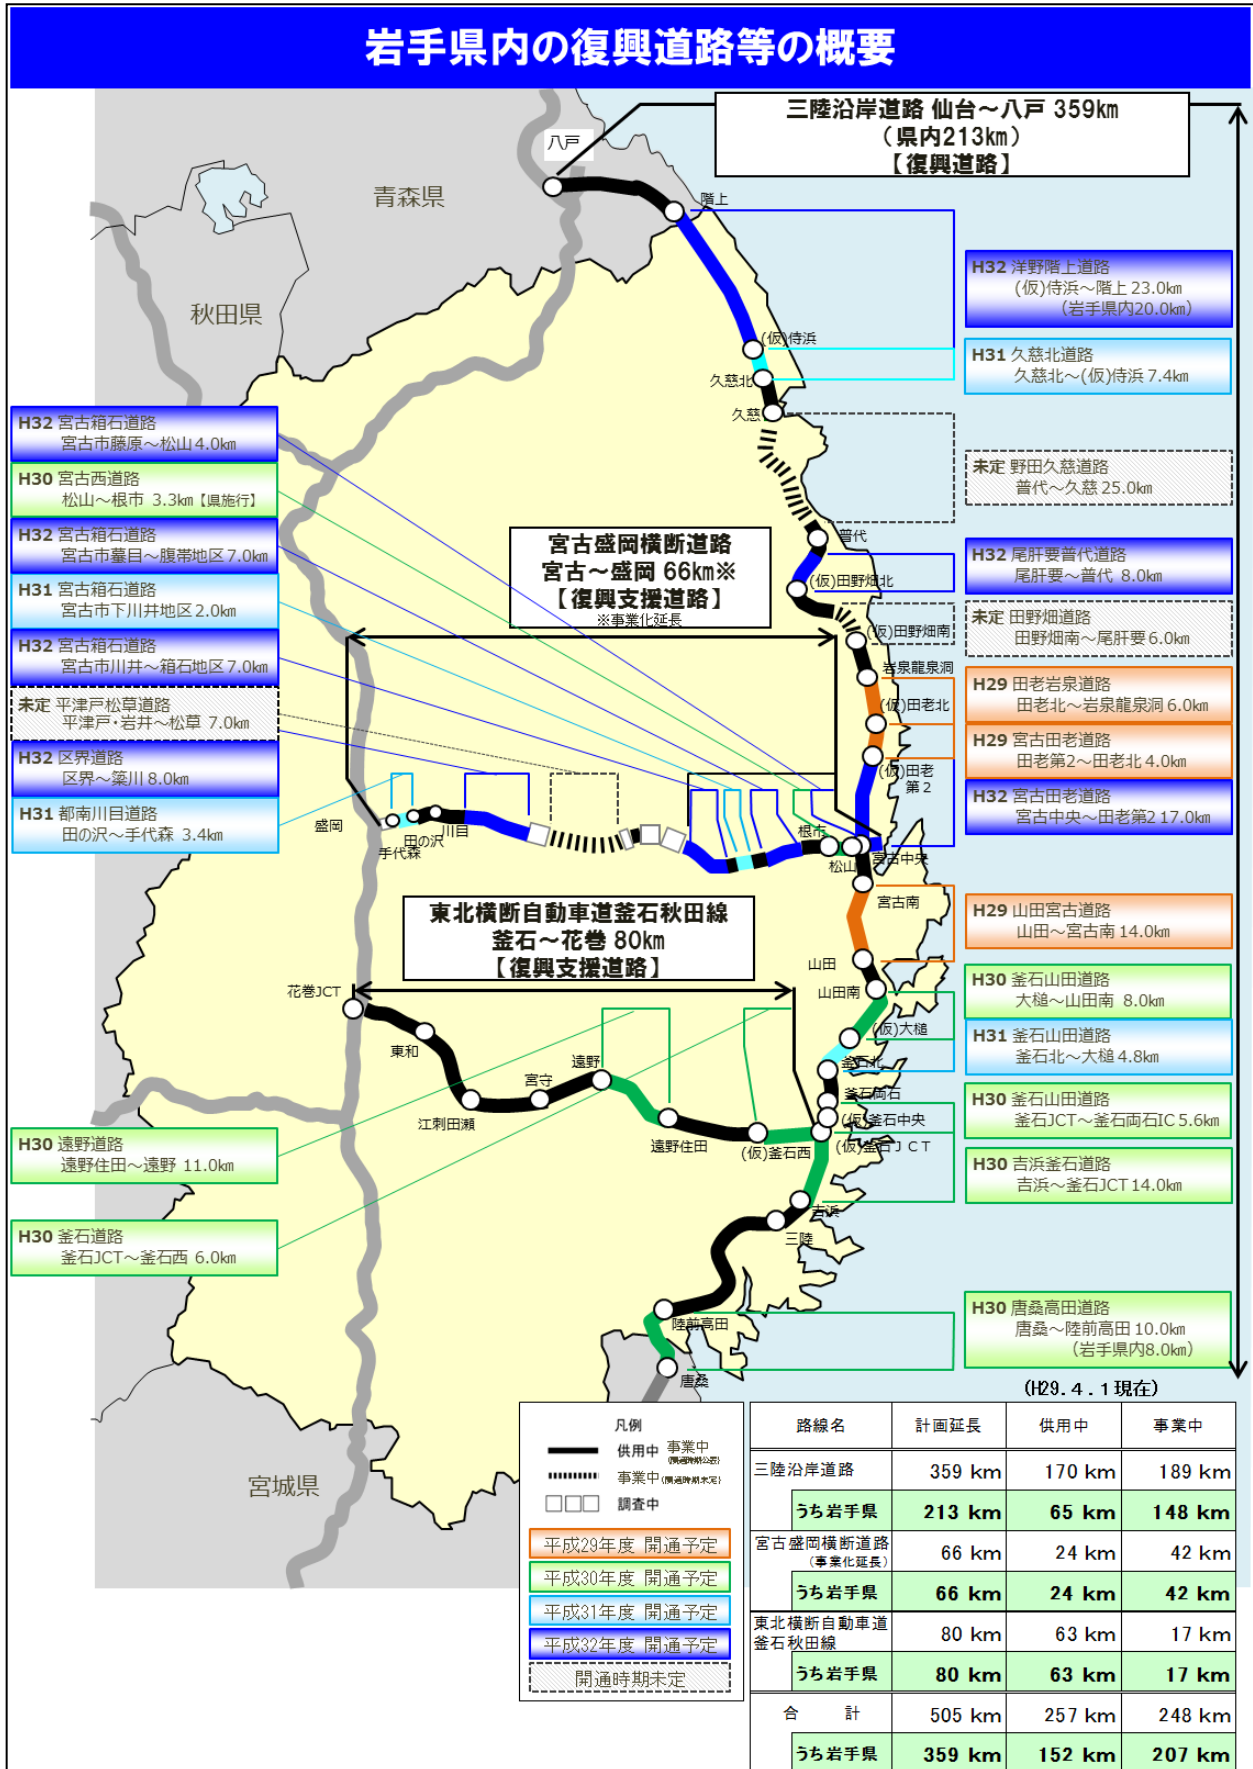 岩手県内の復興道路等の概要
三陸沿岸道路 仙台～八戸 359km
（県内213km）
【復興道路】
八戸
青森県
階上
秋田県
H32 洋野階上道路
(仮)侍浜～階上 23.0km
（岩手県内20.0km）
(仮)侍浜
H31 久慈北道路
久慈北～(仮)侍浜 7.4km
久慈北
久慈
H32 宮古箱石道路
宮古市藤原～松山 4.0km
H30 宮古西道路
松山～根市 3.3km【県施行】
H32 宮古箱石道路
宮古市蟇目～腹帯地区 7.0km
H31 宮古箱石道路
宮古市下川井地区 2.0km
H32 宮古箱石道路
宮古市川井～箱石地区 7.0km
未定 平津戸松草道路
平津戸・岩井～松草 7.0km
H32 区界道路
区界～簗川 8.0km
H31 都南川目道路
田の沢～手代森 3.4km
未定 野田久慈道路
普代～久慈 25.0km
宮古盛岡横断道路
宮古～盛岡 66km※
【復興支援道路】
※事業化延長
普代
H32 尾肝要普代道路
尾肝要～普代 8.0km
(仮)田野畑北
未定 田野畑道路
田野畑南～尾肝要 6.0km
(仮)田野畑南
岩泉龍泉洞
H29 田老岩泉道路
田老北～岩泉龍泉洞 6.0km
(仮)田老北
H29 宮古田老道路
田老第2～田老北 4.0km
(仮)田老
第２
H32 宮古田老道路
宮古中央～田老第2 17.0km
盛岡
手代森
田の沢
川目
根市
松山
宮古中央
宮古南
東北横断自動車道釜石秋田線
釜石～花巻 80km
【復興支援道路】
H29 山田宮古道路
山田～宮古南 14.0km
山田
山田南
H30 釜石山田道路
大槌～山田南 8.0km
花巻JCT
東和
江刺田瀬
宮守
遠野
遠野住田
(仮)釜石西
(仮)大槌
H31 釜石山田道路
釜石北～大槌 4.8km
釜石北
釜石両石
(仮)釜石中央
(仮)釜石ＪＣＴ
H30 釜石山田道路
釜石JCT～釜石両石IC 5.6km
H30 遠野道路
遠野住田～遠野 11.0km
H30 吉浜釜石道路
吉浜～釜石JCT 14.0km
吉浜
三陸
H30 釜石道路
釜石JCT～釜石西 6.0km
陸前高田
H30 唐桑高田道路
唐桑～陸前高田 10.0km
（岩手県内8.0km）
唐桑
宮城県
(H29．4．1現在)
凡例
供用中 事業中
(開通時期公表)
事業中(開通時期未定)
調査中
平成29年度 開通予定
平成30年度 開通予定
平成31年度 開通予定
平成32年度 開通予定
開通時期未定
路線名 計画延長 供用中 事業中
三陸沿岸道路 359 km 170 km 189 km
うち岩手県 213 km 65 km 148 km
宮古盛岡横断道路
（事業化延長） 66 km 24 km 42 km
うち岩手県 66 km 24 km 42 km
東北横断自動車道
釜石秋田線 80 km 63 km 17 km
うち岩手県 80 km 63 km 17 km
合 計 505 km 257 km 248 km
うち岩手県 359 km 152 km 207 km